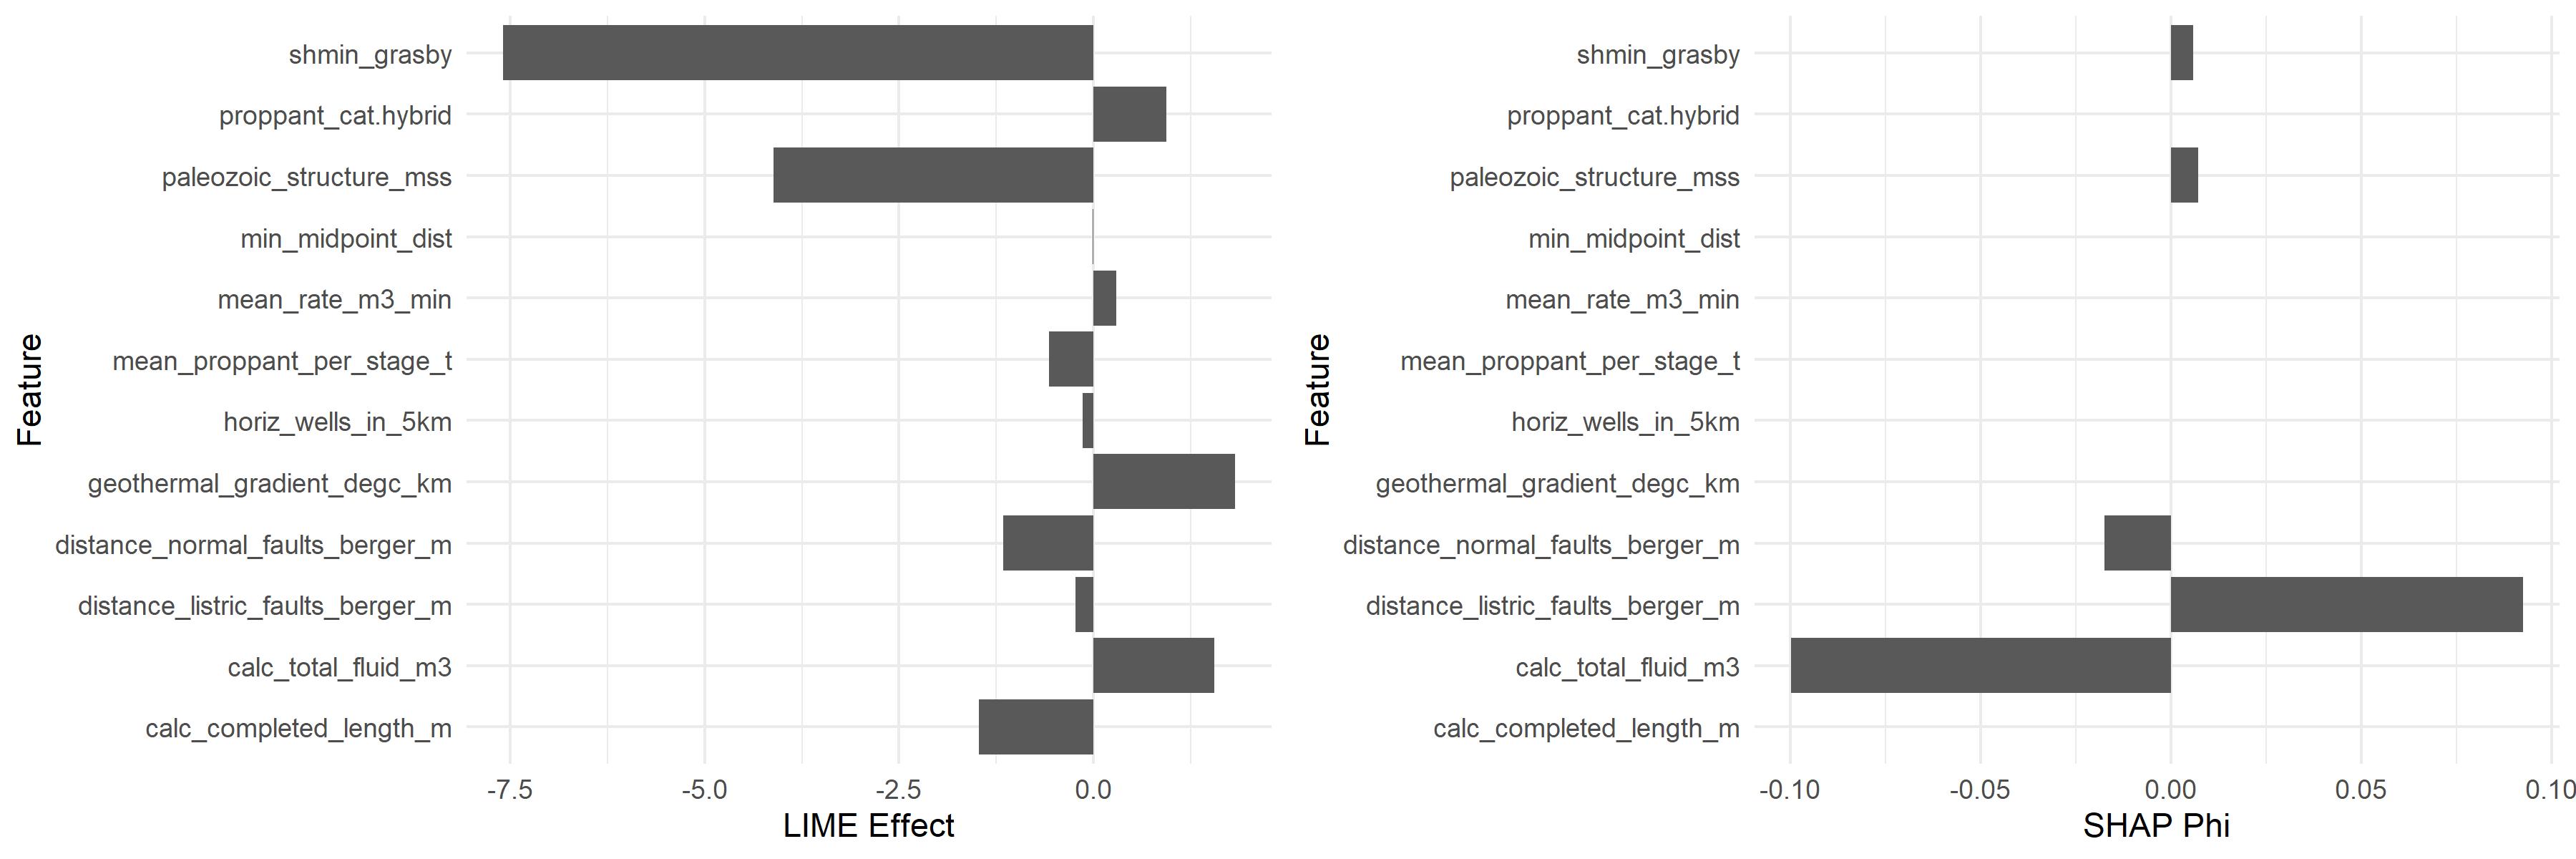 Feature
shmin_grasby
proppant_cat.hybrid
paleozoic_structure_mss
min_midpoint_dist
mean_rate_m3_min
mean_proppant_per_stage_t
horiz_wells_in_5km
geothermal_gradient_degc_km
distance_normal_faults_berger_m
distance_listric_faults_berger_m
calc_total_fluid_m3
calc_completed_length_m
-7.5 -5.0 -2.5 0.0
LIME Effect
Feature
shmin_grasby
proppant_cat.hybrid
paleozoic_structure_mss
min_midpoint_dist
mean_rate_m3_min
mean_proppant_per_stage_t
horiz_wells_in_5km
geothermal_gradient_degc_km
distance_normal_faults_berger_m
distance_listric_faults_berger_m
calc_total_fluid_m3
calc_completed_length_m
-0.10 -0.05 0.00 0.05 0.10
SHAP Phi